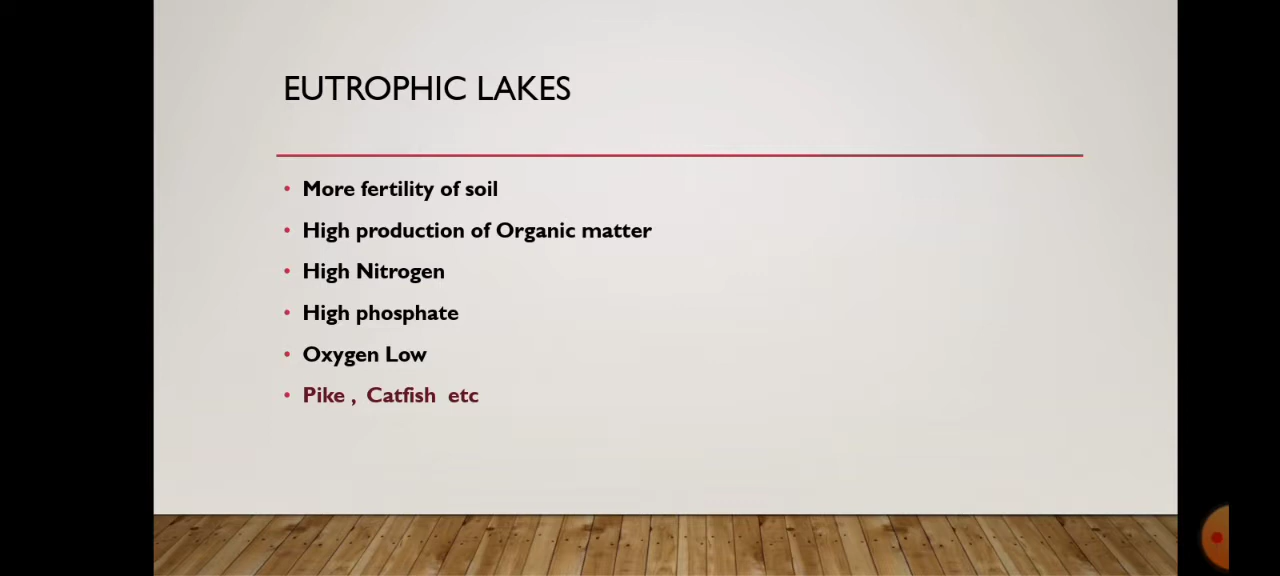 EUTROPHIC LAKES
• More fertility of soil
• High production of Organic matter
• High Nitrogen
• High phosphate
• Oxygen Low
• Pike , Catfish etc